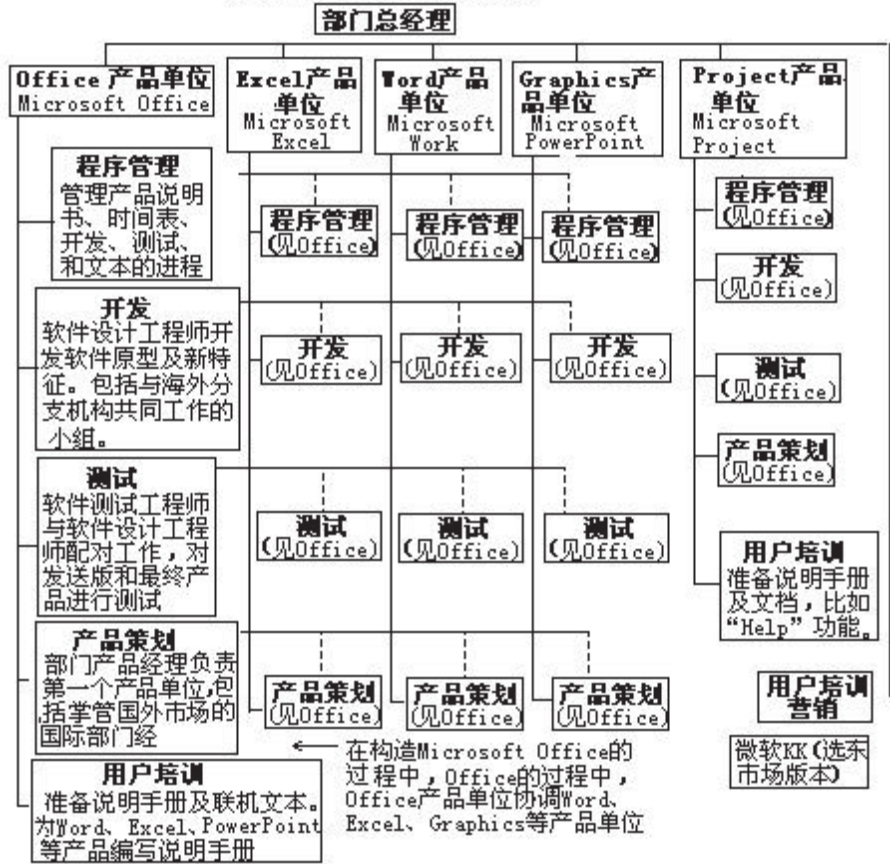 部门总经理
Office 产品单位
Microsoft Office
Excel产品
单位
Microsoft
Excel
Word产品
单位
Microsoft
Work
Graphics产
品单位
Microsoft
PowerPoint
Project产品
单位
Microsoft
Project
程序管理
管理产品说明
书、时间表、
开发、测试、
和文本的进程
程序管理
(见Office)
程序管理
(见Office)
程序管理
(见Office)
程序管理
(见Office)
开发
(见Office)
开发
软件设计工程师开
发软件原型及新特
征。包括与海外分
支机构共同工作的
小组。
开发
(见Office)
开发
(见Office)
开发
(见Office)
测试
(见Office)
产品策划
(见Office)
测试
软件测试工程师
与软件设计工程
师配对工作，对
发送版和最终产
品进行测试
测试
(见Office)
测试
(见Office)
测试
(见Office)
用户培训
准备说明手册
及文档，比如
“Help”功能。
产品策划
部门产品经理负责
第一个产品单位,包
括掌管国外市场的
国际部门经
产品策划
(见Office)
产品策划
(见Office)
产品策划
(见Office)
用户培训
营销
微软KK(选东
市场版本)
用户培训
准备说明手册及联机文本。
为Word、Excel、PowerPoint
等产品编写说明手册
在构造Microsoft Office的
过程中，Office的过程中，
Office产品单位协调Word、
Excel、Graphics等产品单位